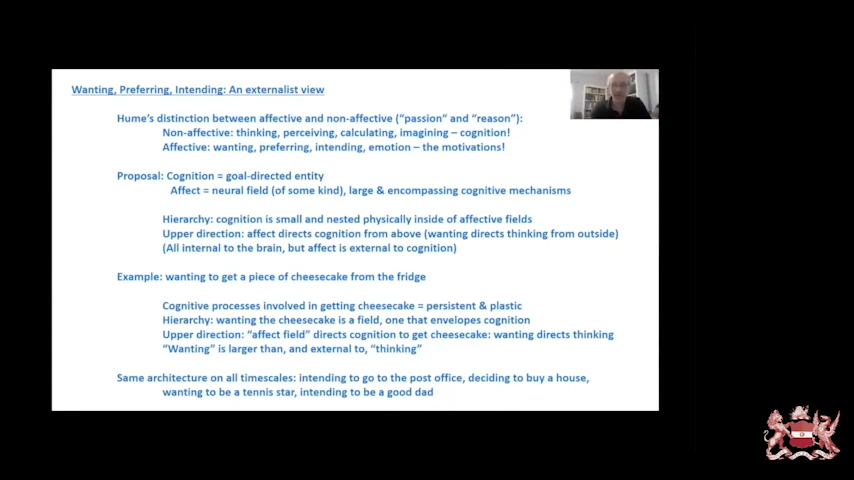 Wanting, Preferring, Intending: An externalist view
Hume's distinction between affective and non-affective ("passion" and "reason"):
Non-affective: thinking, perceiving, calculating, imagining – cognition!
Affective: wanting, preferring, intending, emotion – the motivations!
Proposal: Cognition = goal-directed entity
Affect = neural field (of some kind), large & encompassing cognitive mechanisms
Hierarchy: cognition is small and nested physically inside of affective fields
Upper direction: affect directs cognition from above (wanting directs thinking from outside)
(All internal to the brain, but affect is external to cognition)
Example: wanting to get a piece of cheesecake from the fridge
Cognitive processes involved in getting cheesecake = persistent & plastic
Hierarchy: wanting the cheesecake is a field, one that envelopes cognition
Upper direction: "affect field" directs cognition to get cheesecake: wanting directs thinking
"Wanting" is larger than, and external to, "thinking"
Same architecture on all timescales: intending to go to the post office, deciding to buy a house,
wanting to be a tennis star, intending to be a good dad